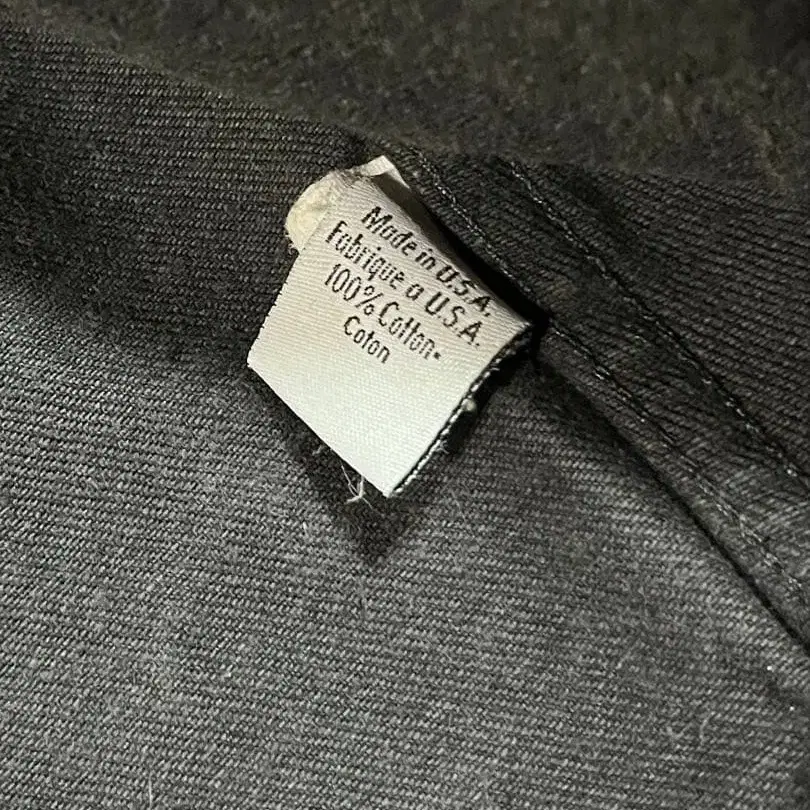 Made in U.S.A.
Fabrique a U.S.A.
100% Cotton-
Coton